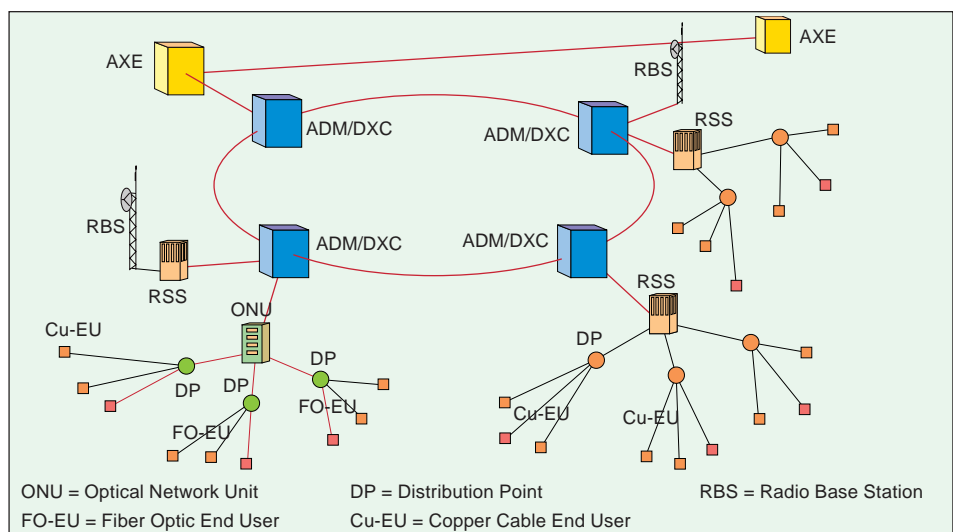 AXE
AXE
RBS
ADM/DXC
ADM/DXC
RSS
RBS
ADM/DXC
ADM/DXC
RSS
RSS
ONU
Cu-EU
DP
DP
DP
DP
FO-EU
Cu-EU
Cu-EU
FO-EU
ONU = Optical Network Unit DP = Distribution Point RBS = Radio Base Station
FO-EU = Fiber Optic End User Cu-EU = Copper Cable End User